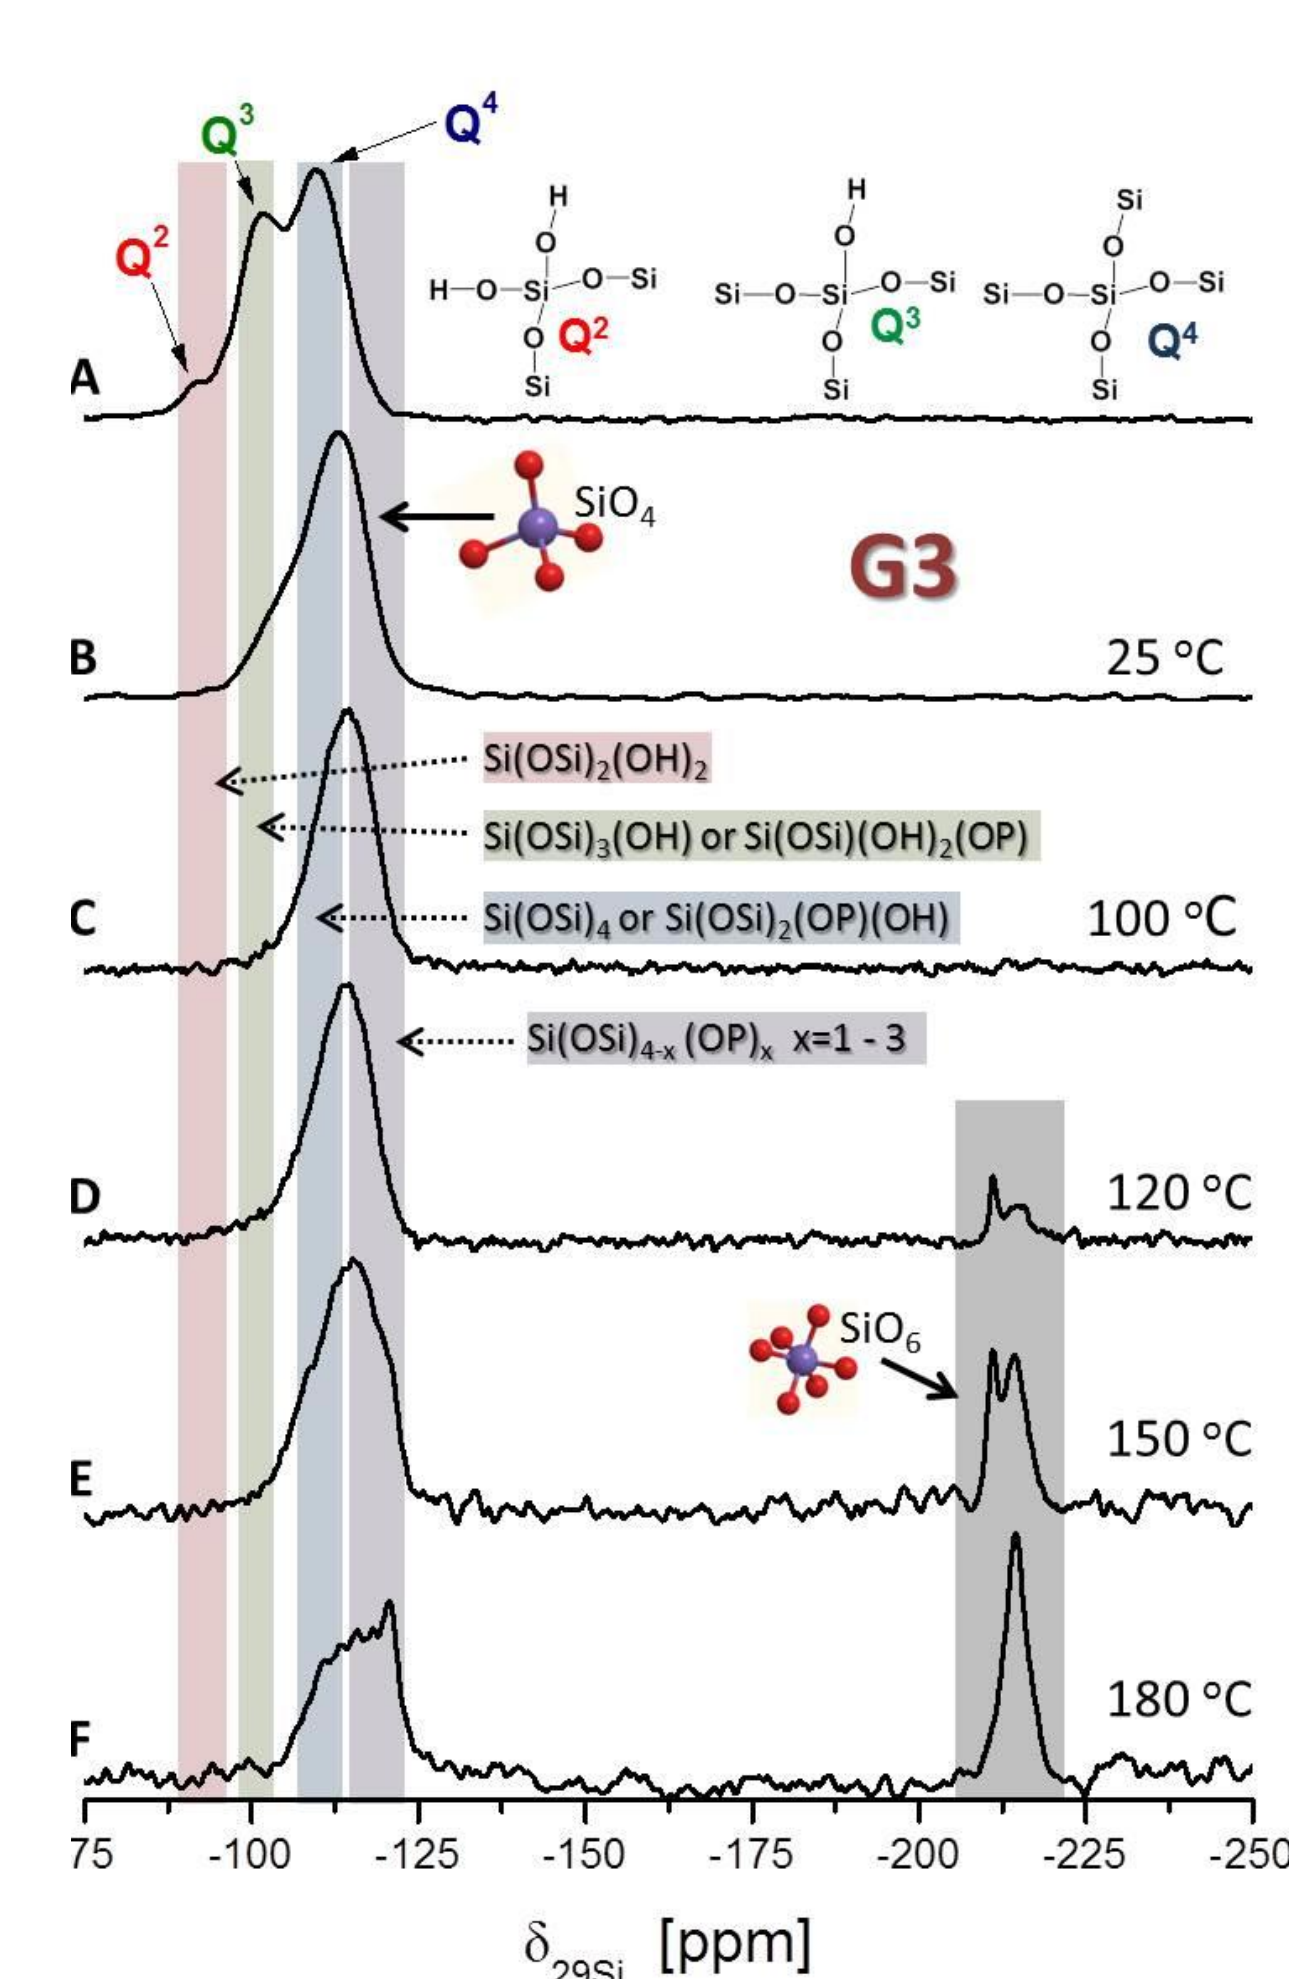 Q⁴
Q³
Q²
H
O
H—O—Si—O—Si
O
Si
Q²
H
O
Si—O—Si—O—Si
O
Si
Q³
Si
O
Si—O—Si—O—Si
O
Si
Q⁴
A
SiO₄
G3
B
25 °C
Si(OSi)₂(OH)₂
Si(OSi)₃(OH) or Si(OSi)(OH)₂(OP)
Si(OSi)₄ or Si(OSi)₂(OP)(OH)
C
100 °C
Si(OSi)₄₋ₓ (OP)ₓ x=1 - 3
D
120 °C
SiO₆
150 °C
E
180 °C
F
75 -100 -125 -150 -175 -200 -225 -250
δ₂₉Si [ppm]